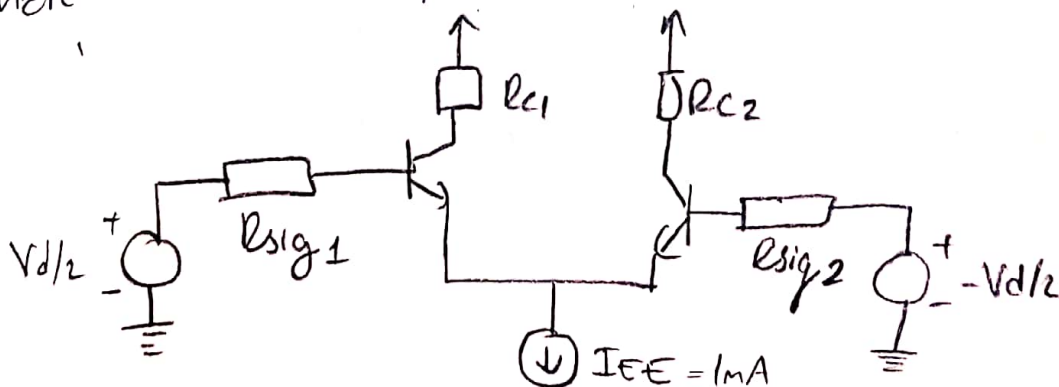 RC1
RC2
Rsig1
Rsig2
Vd/2
+
-
+
-
-Vd/2
IEE = 1mA